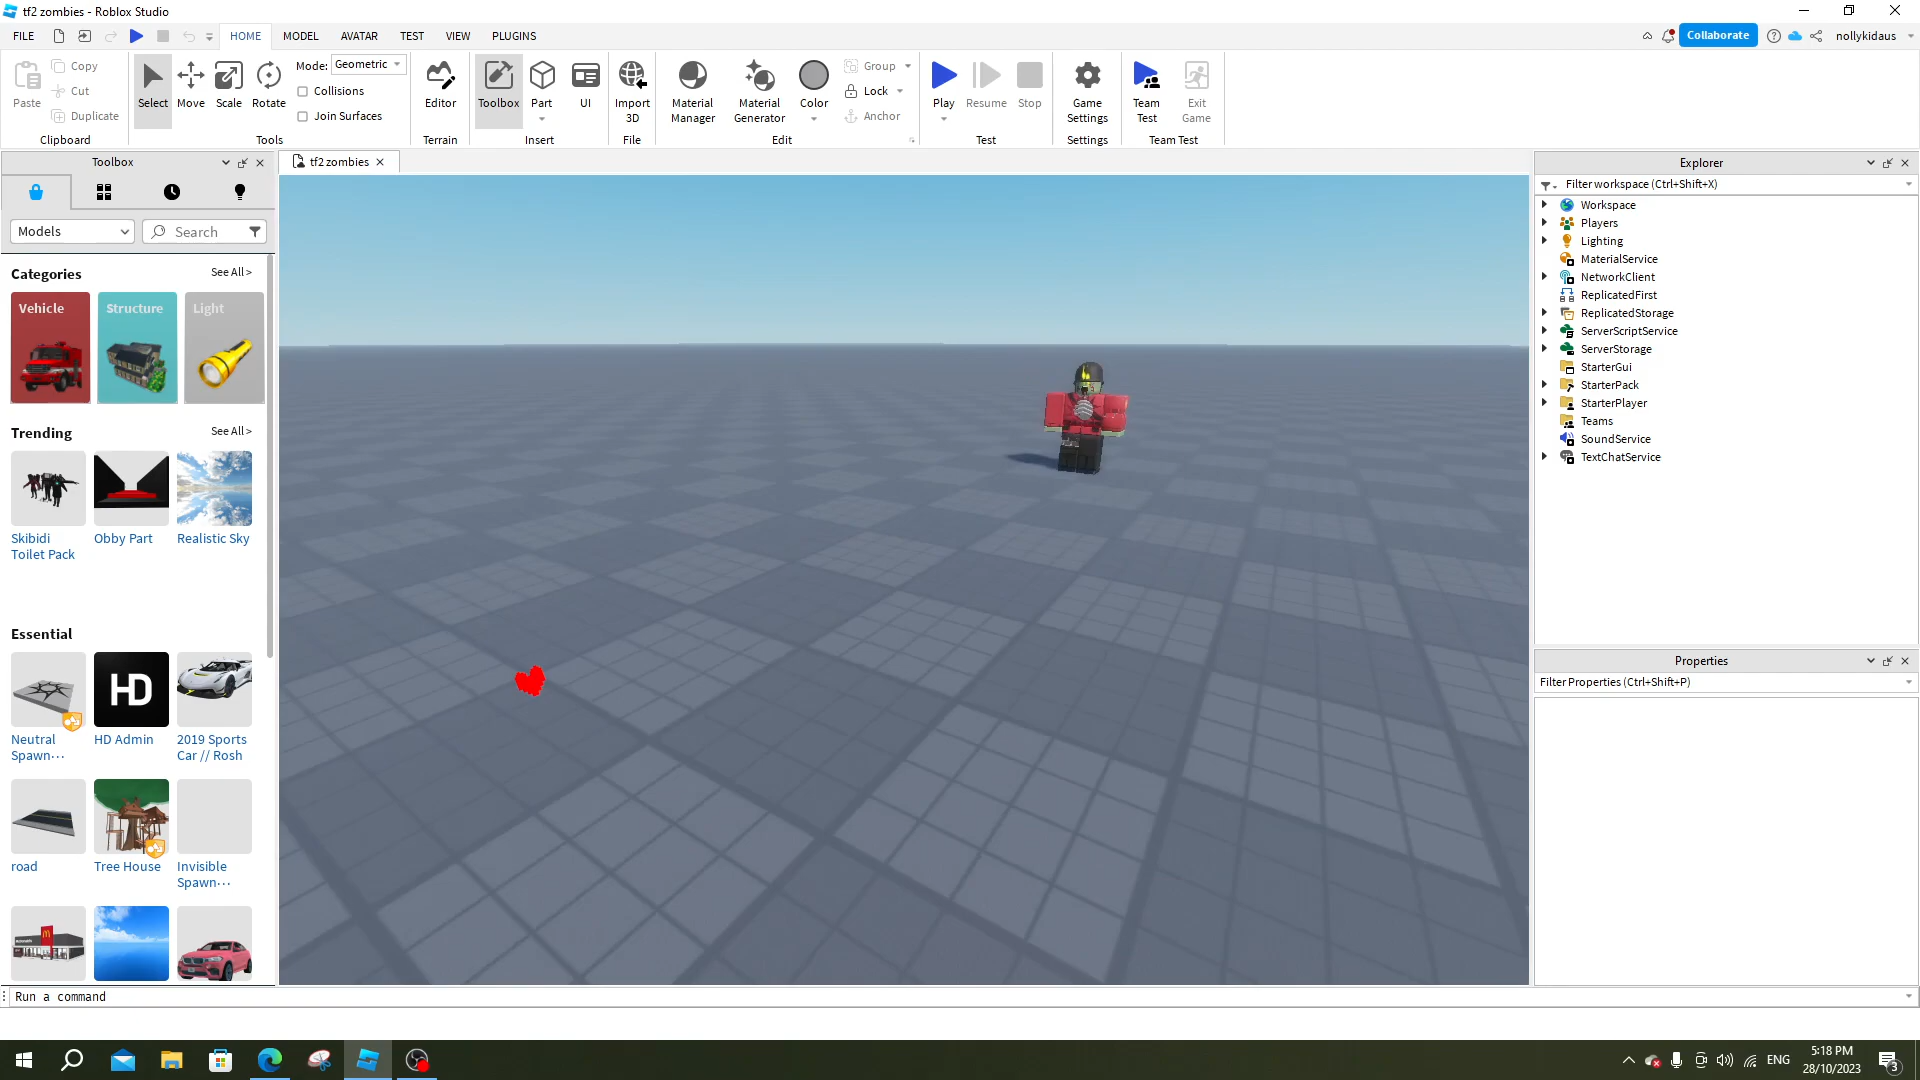 tf2 zombies - Roblox Studio
FILE
HOME
MODEL
AVATAR
TEST
VIEW
PLUGINS
Collaborate
nollykidaus
Paste
Copy
Cut
Duplicate
Clipboard
Select
Move
Scale
Rotate
Mode:
Geometric
Collisions
Join Surfaces
Tools
Editor
Terrain
Toolbox
Part
UI
Insert
Import
3D
File
Material
Manager
Material
Generator
Color
Group
Lock
Anchor
Edit
Play
Resume
Stop
Test
Game
Settings
Settings
Team
Test
Exit
Game
Team Test
Toolbox
Models
Search
Categories
See All >
Vehicle
Structure
Light
Trending
See All >
Skibidi
Toilet Pack
Obby Part
Realistic Sky
Essential
HD
Neutral
Spawn...
HD Admin
2019 Sports
Car // Rosh
road
Tree House
Invisible
Spawn...
tf2 zombies
Explorer
Filter workspace (Ctrl+Shift+X)
Workspace
Players
Lighting
MaterialService
NetworkClient
ReplicatedFirst
ReplicatedStorage
ServerScriptService
ServerStorage
StarterGui
StarterPack
StarterPlayer
Teams
SoundService
TextChatService
Properties
Filter Properties (Ctrl+Shift+P)
Run a command
ENG
5:18 PM
28/10/2023
3